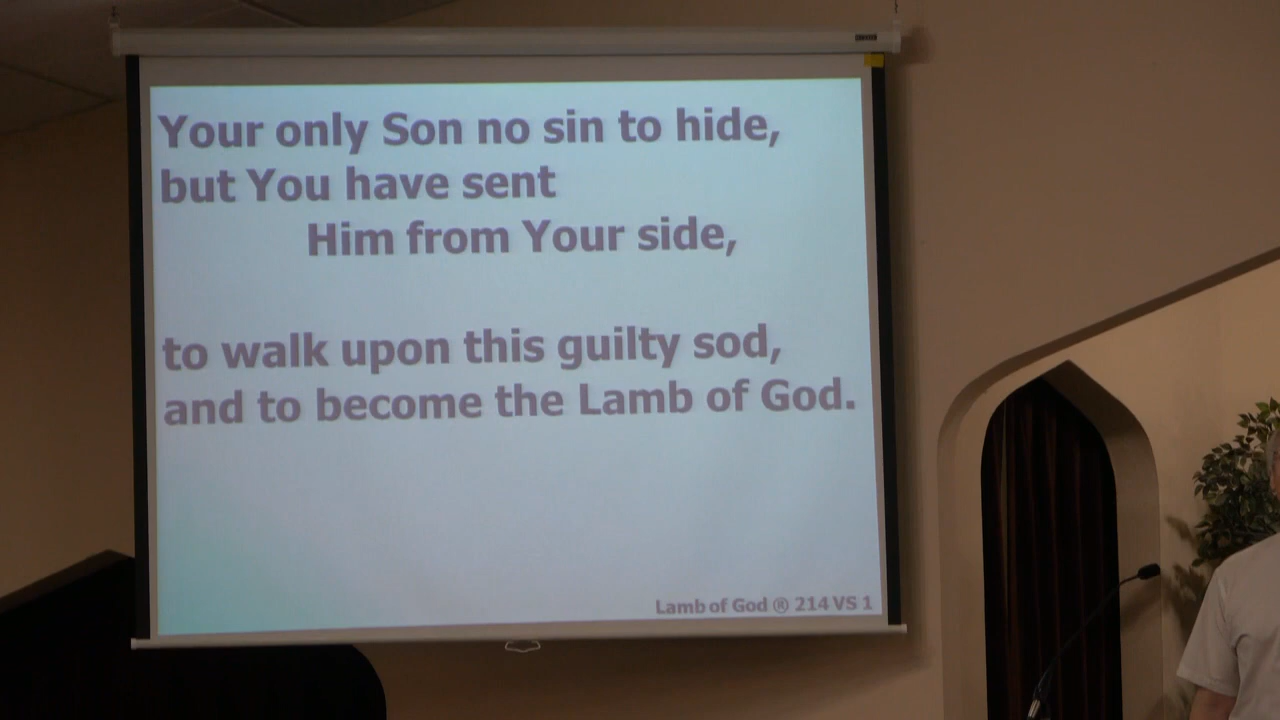 Your only Son no sin to hide,
but You have sent
Him from Your side,
to walk upon this guilty sod,
and to become the Lamb of God.
Lamb of God ® 214 VS 1